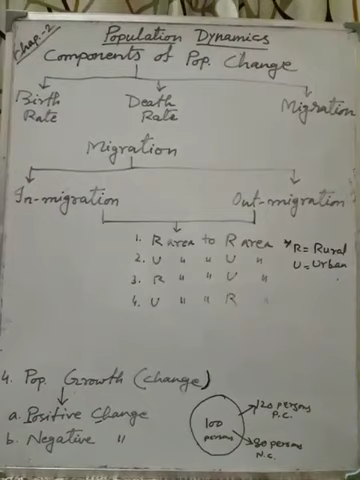 Chap.-2
Population Dynamics
Components of Pop. Change
Birth Rate
Death Rate
Migration
Migration
In-migration
Out-migration
1. R area to R area
2. U " " U "
3. R " " U "
4. U " " R "
*R= Rural
U= Urban
4. Pop. Growth (change)
a. Positive Change
b. Negative "
100 persons
120 persons P.C.
80 persons N.C.